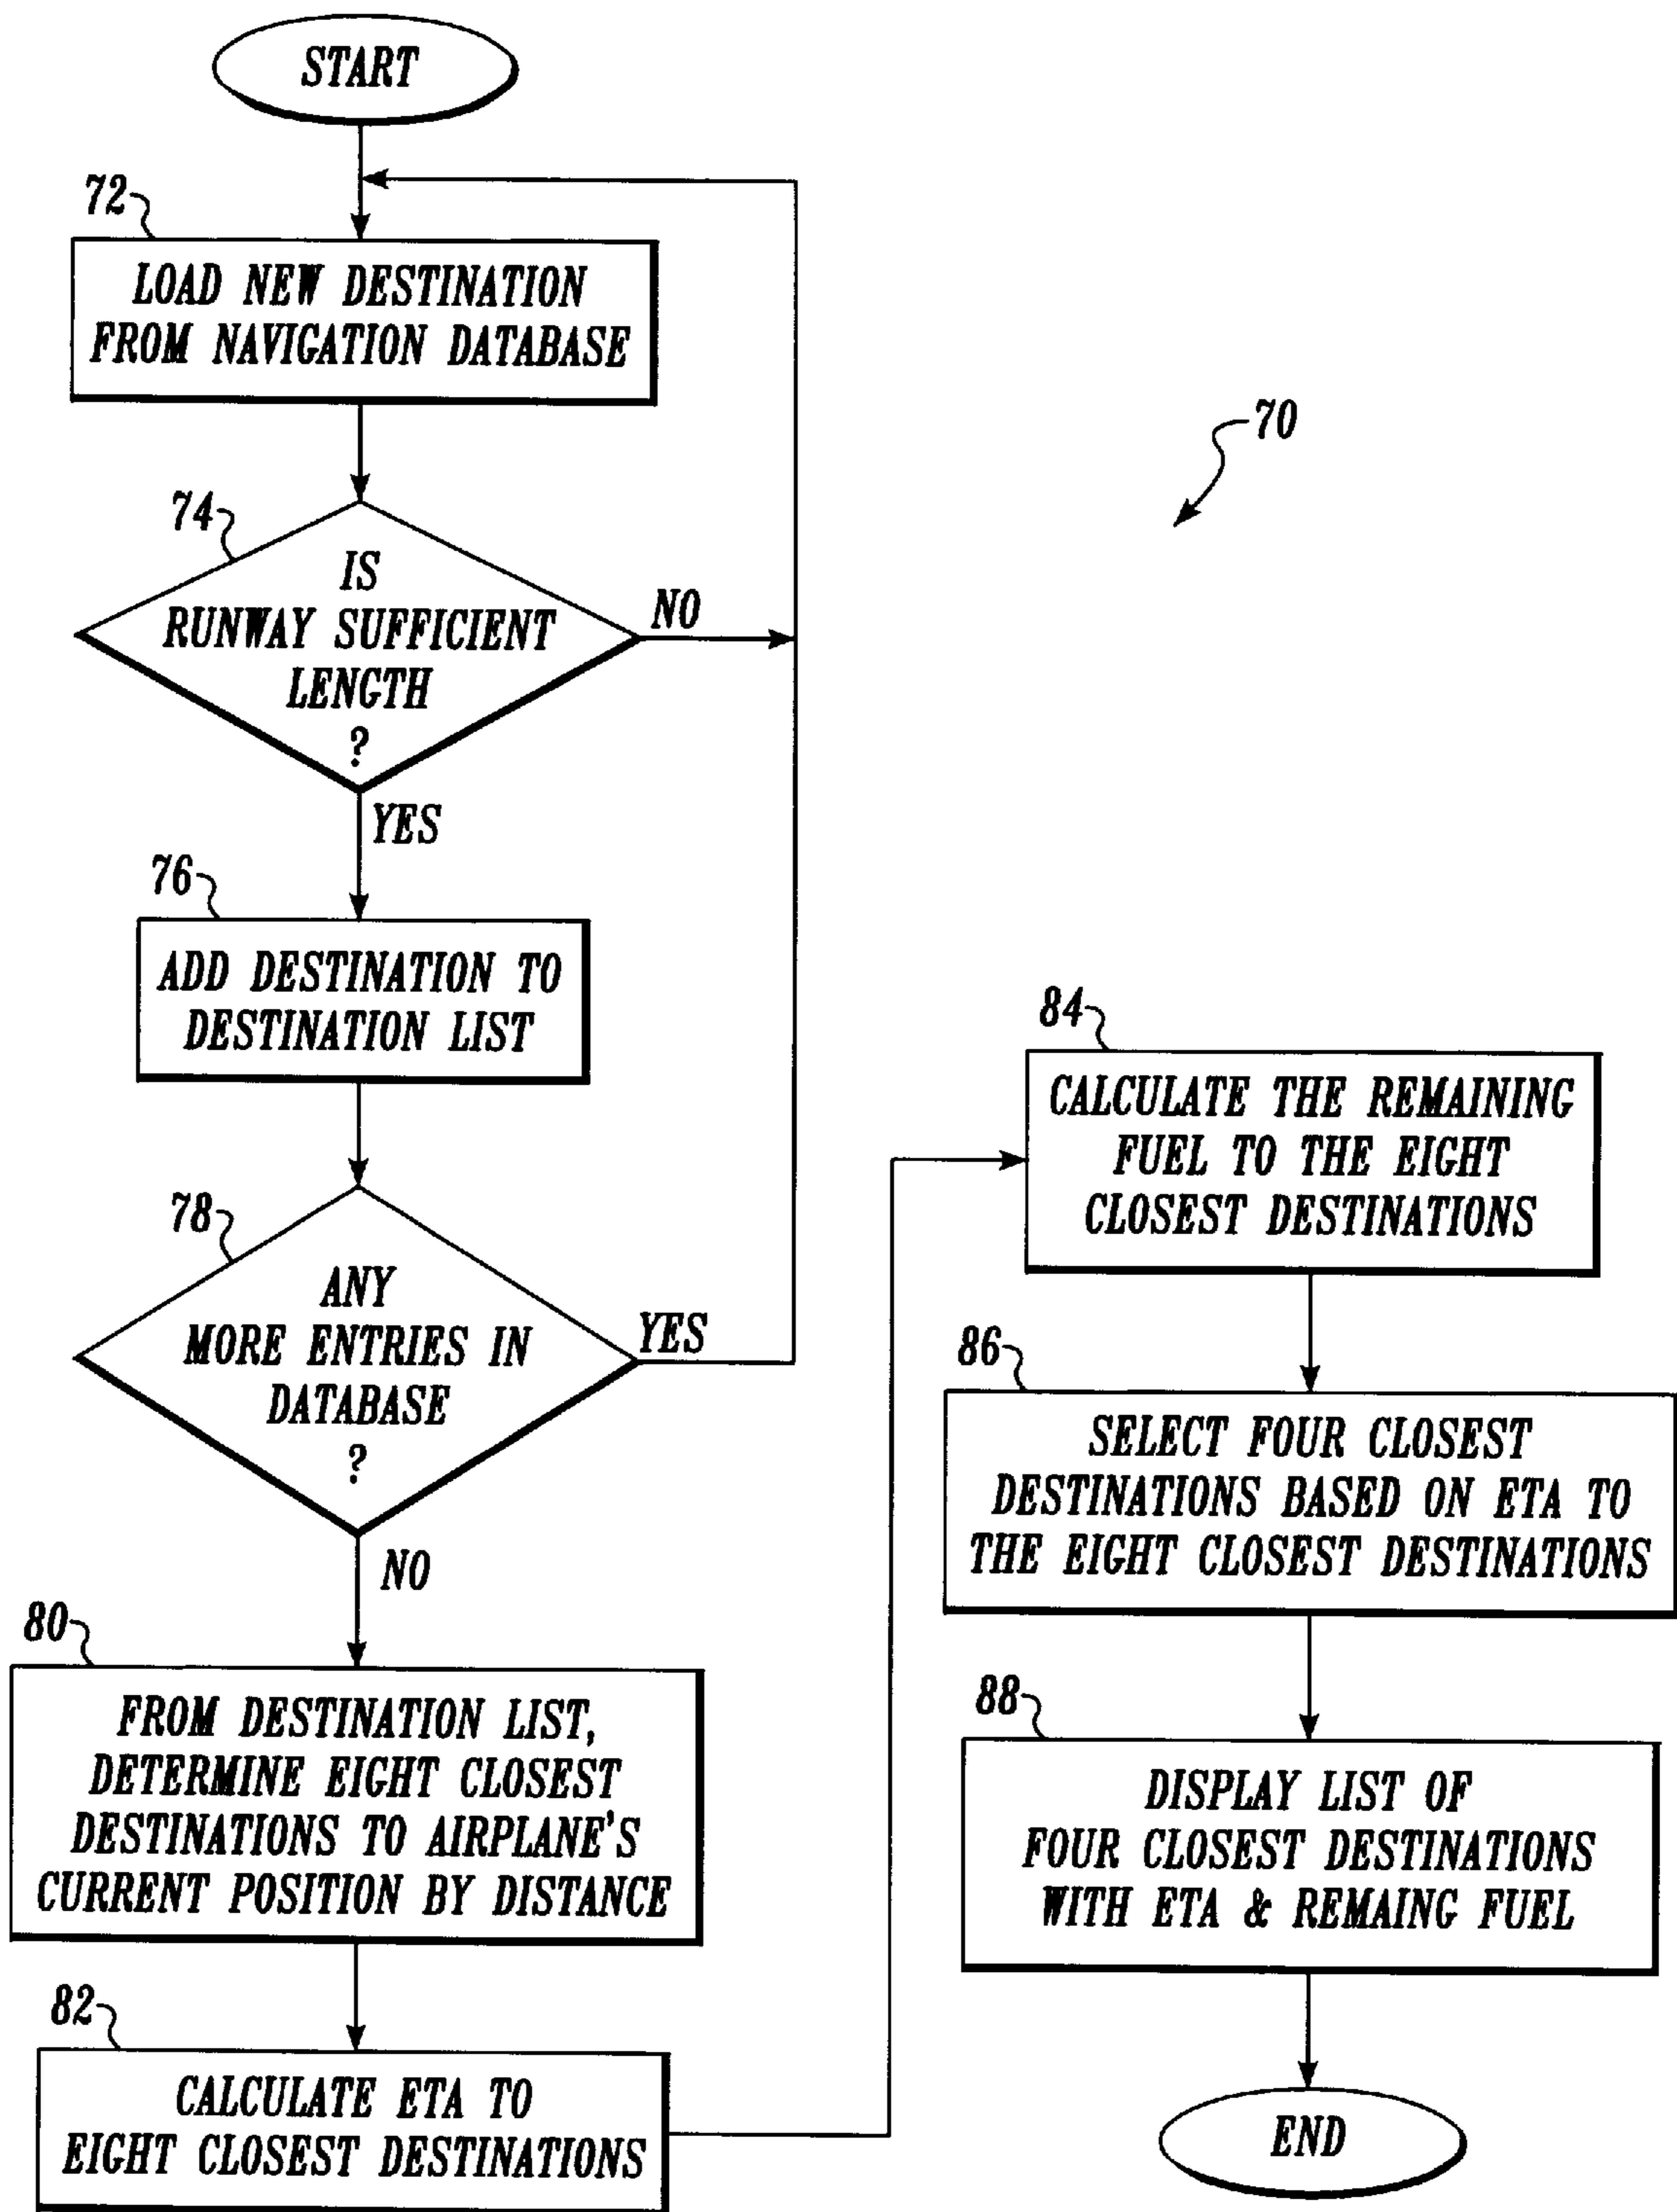 START
72
LOAD NEW DESTINATION
FROM NAVIGATION DATABASE
70
74
IS
RUNWAY SUFFICIENT
LENGTH
?
NO
YES
76
ADD DESTINATION TO
DESTINATION LIST
78
ANY
MORE ENTRIES IN
DATABASE
?
YES
NO
80
FROM DESTINATION LIST,
DETERMINE EIGHT CLOSEST
DESTINATIONS TO AIRPLANE'S
CURRENT POSITION BY DISTANCE
82
CALCULATE ETA TO
EIGHT CLOSEST DESTINATIONS
84
CALCULATE THE REMAINING
FUEL TO THE EIGHT
CLOSEST DESTINATIONS
86
SELECT FOUR CLOSEST
DESTINATIONS BASED ON ETA TO
THE EIGHT CLOSEST DESTINATIONS
88
DISPLAY LIST OF
FOUR CLOSEST DESTINATIONS
WITH ETA & REMAING FUEL
END